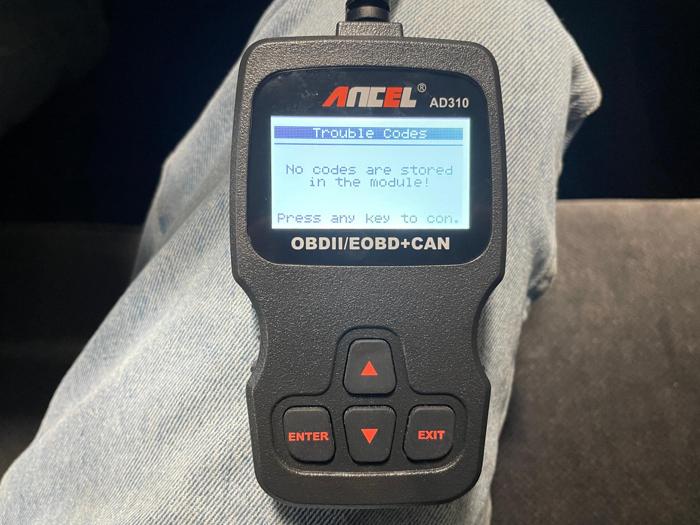 ANCEL® AD310
Trouble Codes
No codes are stored
in the module!
Press any key to con.
OBDII/EOBD+CAN
ENTER
EXIT